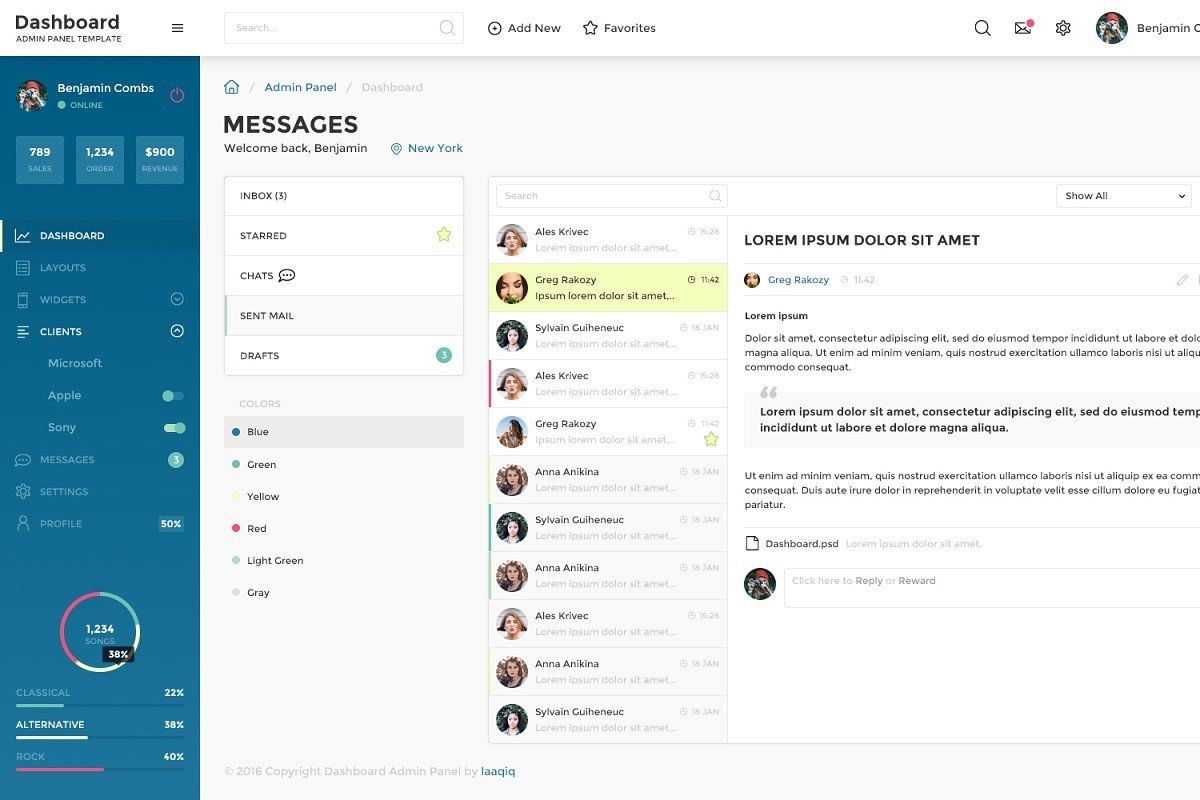 Dashboard
ADMIN PANEL TEMPLATE
Search...
Add New
Favorites
Benjamin C
Benjamin Combs
ONLINE
789
SALES
1,234
ORDER
$900
REVENUE
DASHBOARD
LAYOUTS
WIDGETS
CLIENTS
Microsoft
Apple
Sony
MESSAGES
3
SETTINGS
PROFILE
50%
1,234
SONGS
38%
CLASSICAL 22%
ALTERNATIVE 38%
ROCK 40%
/ Admin Panel / Dashboard
MESSAGES
Welcome back, Benjamin
New York
INBOX (3)
STARRED
CHATS
SENT MAIL
DRAFTS
3
COLORS
Blue
Green
Yellow
Red
Light Green
Gray
Search
Show All
Ales Krivec 15:28
Lorem ipsum dolor sit amet...
Greg Rakozy 11:42
Ipsum lorem dolor sit amet,..
Sylvain Guiheneuc 18 JAN
Lorem ipsum dolor sit amet...
Ales Krivec 15:28
Lorem ipsum dolor sit amet...
Greg Rakozy 11:42
Ipsum lorem dolor sit amet,..
Anna Anikina 18 JAN
Lorem ipsum dolor sit amet...
Sylvain Guiheneuc 18 JAN
Lorem ipsum dolor sit amet...
Anna Anikina 18 JAN
Lorem ipsum dolor sit amet...
Ales Krivec 15:28
Lorem ipsum dolor sit amet...
Anna Anikina 18 JAN
Lorem ipsum dolor sit amet...
Sylvain Guiheneuc 18 JAN
Lorem ipsum dolor sit amet...
LOREM IPSUM DOLOR SIT AMET
Greg Rakozy 11:42
Lorem ipsum
Dolor sit amet, consectetur adipiscing elit, sed do eiusmod tempor incididunt ut labore et dolo
magna aliqua. Ut enim ad minim veniam, quis nostrud exercitation ullamco laboris nisi ut aliqu
commodo consequat.
“
Lorem ipsum dolor sit amet, consectetur adipiscing elit, sed do eiusmod temp
incididunt ut labore et dolore magna aliqua.
Ut enim ad minim veniam, quis nostrud exercitation ullamco laboris nisi ut aliquip ex ea comm
consequat. Duis aute irure dolor in reprehenderit in voluptate velit esse cillum dolore eu fugiat
pariatur.
Dashboard.psd Lorem ipsum dolor sit amet.
Click here to Reply or Reward
© 2016 Copyright Dashboard Admin Panel by laaqiq